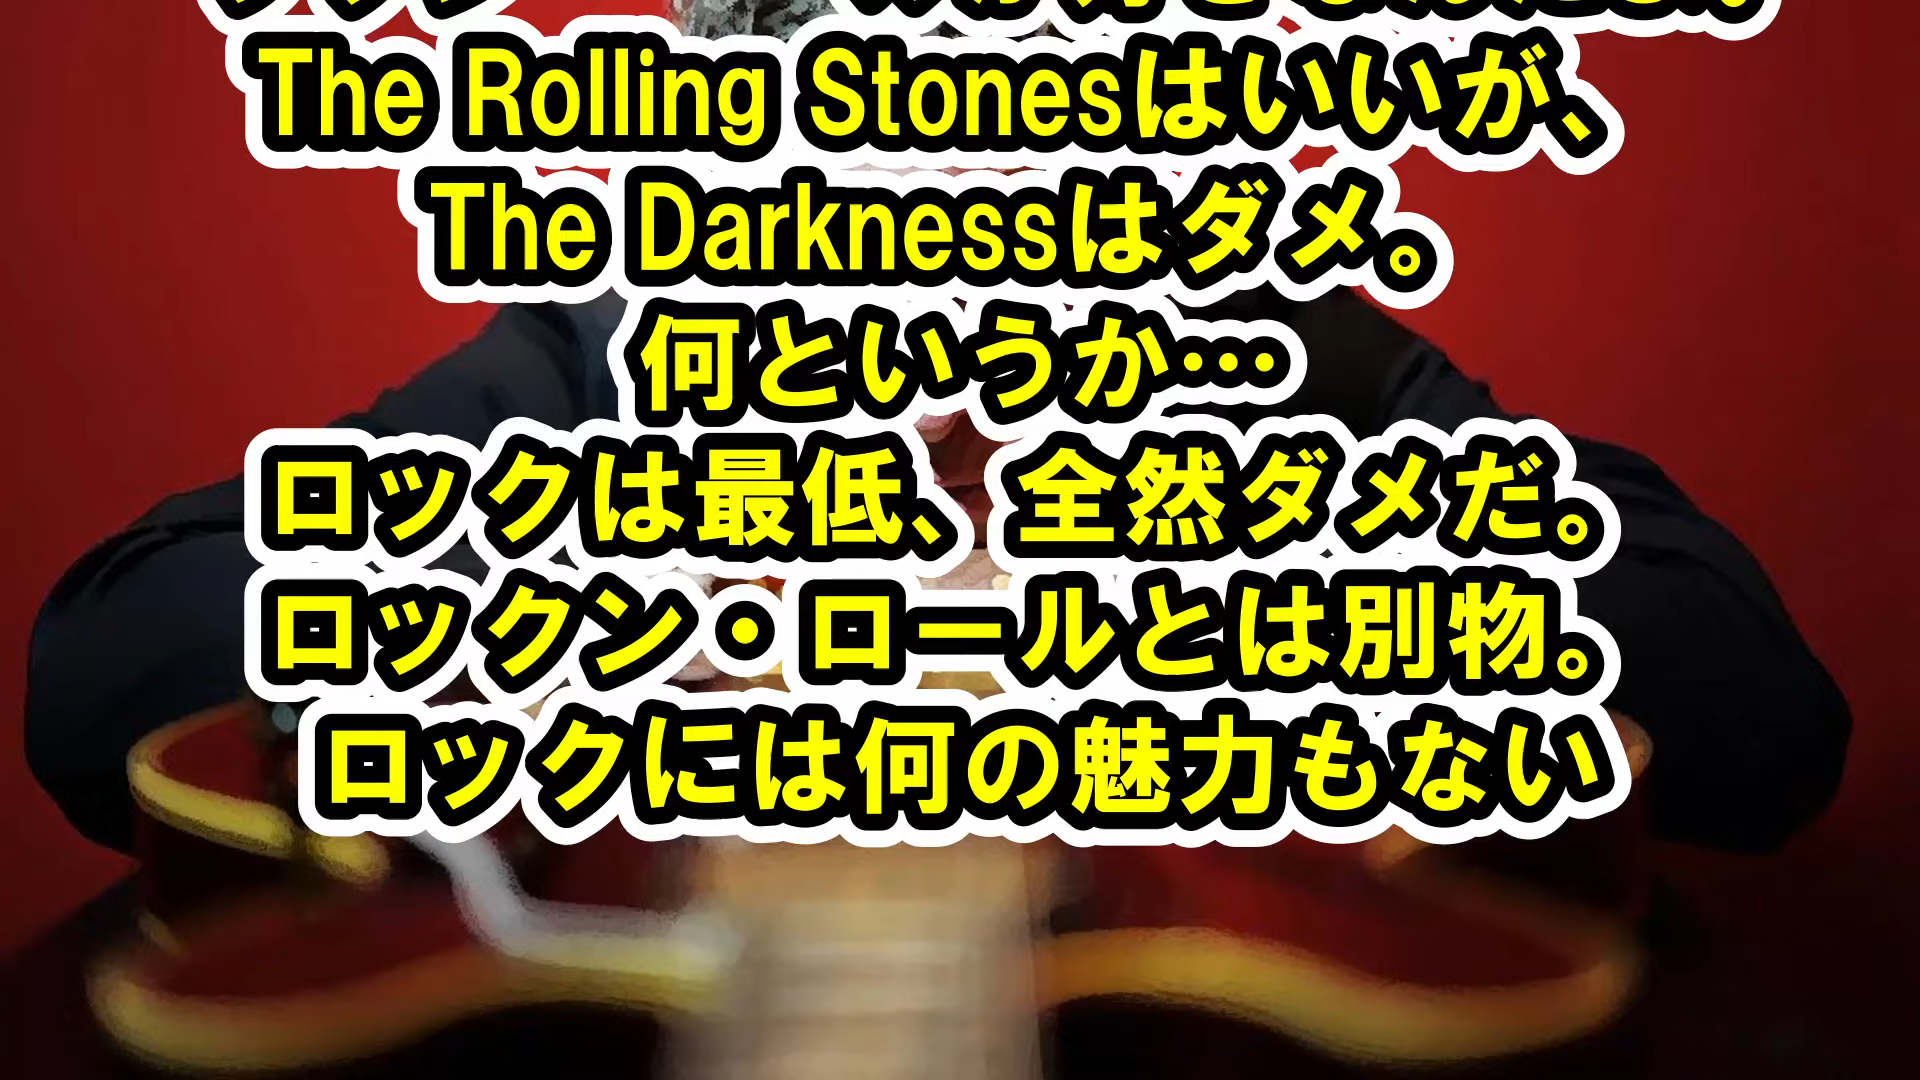 The Rolling Stonesはいいが、
The Darknessはダメ。
何というか…
ロックは最低、全然ダメだ。
ロックン・ロールとは別物。
ロックには何の魅力もない